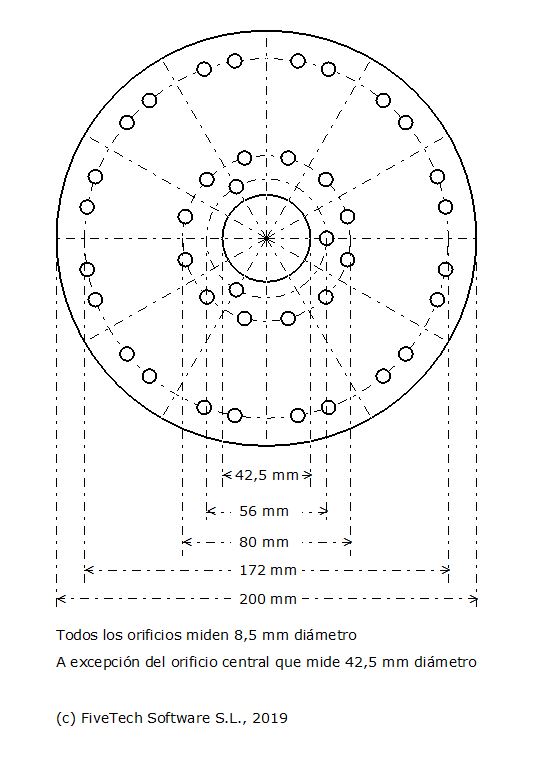 42,5 mm
56 mm
80 mm
172 mm
200 mm
Todos los orificios miden 8,5 mm diámetro
A excepción del orificio central que mide 42,5 mm diámetro
(c) FiveTech Software S.L., 2019